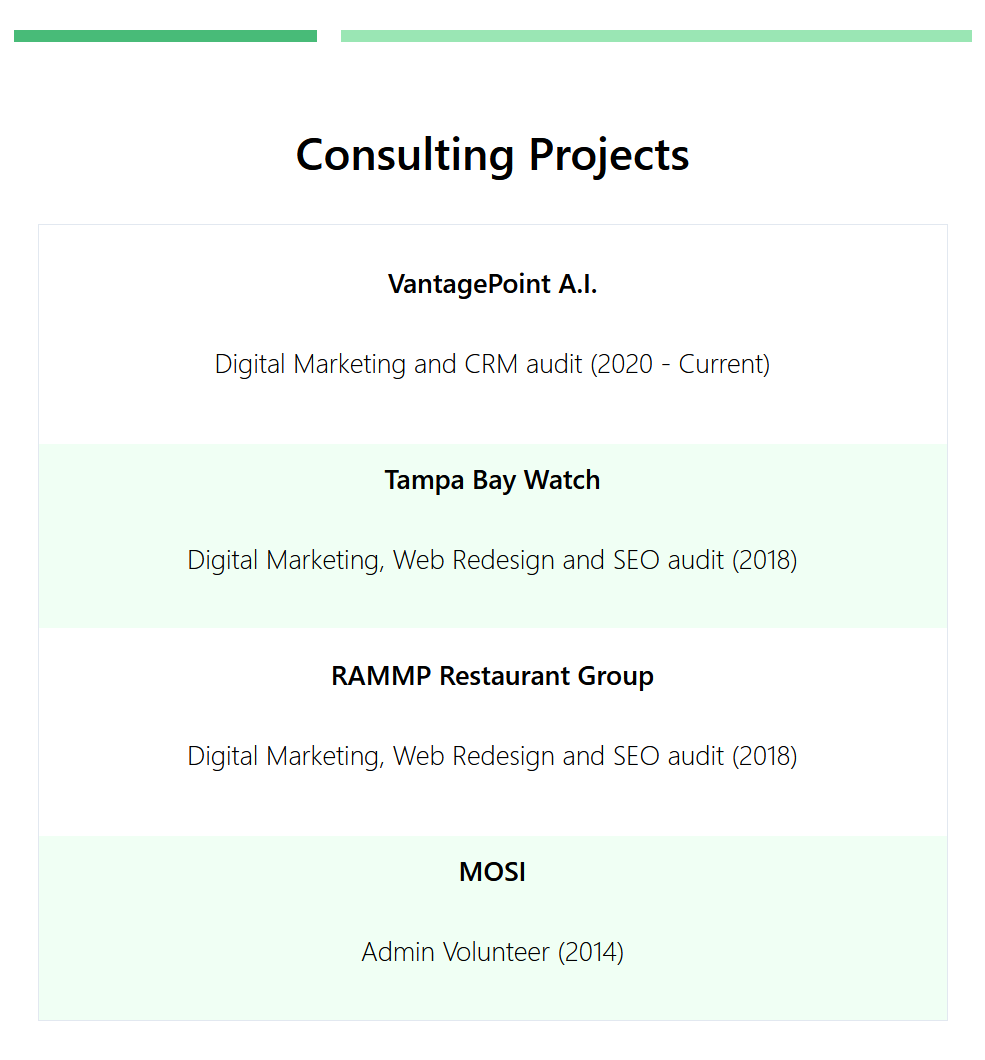 Consulting Projects
VantagePoint A.I.
Digital Marketing and CRM audit (2020 - Current)
Tampa Bay Watch
Digital Marketing, Web Redesign and SEO audit (2018)
RAMMP Restaurant Group
Digital Marketing, Web Redesign and SEO audit (2018)
MOSI
Admin Volunteer (2014)